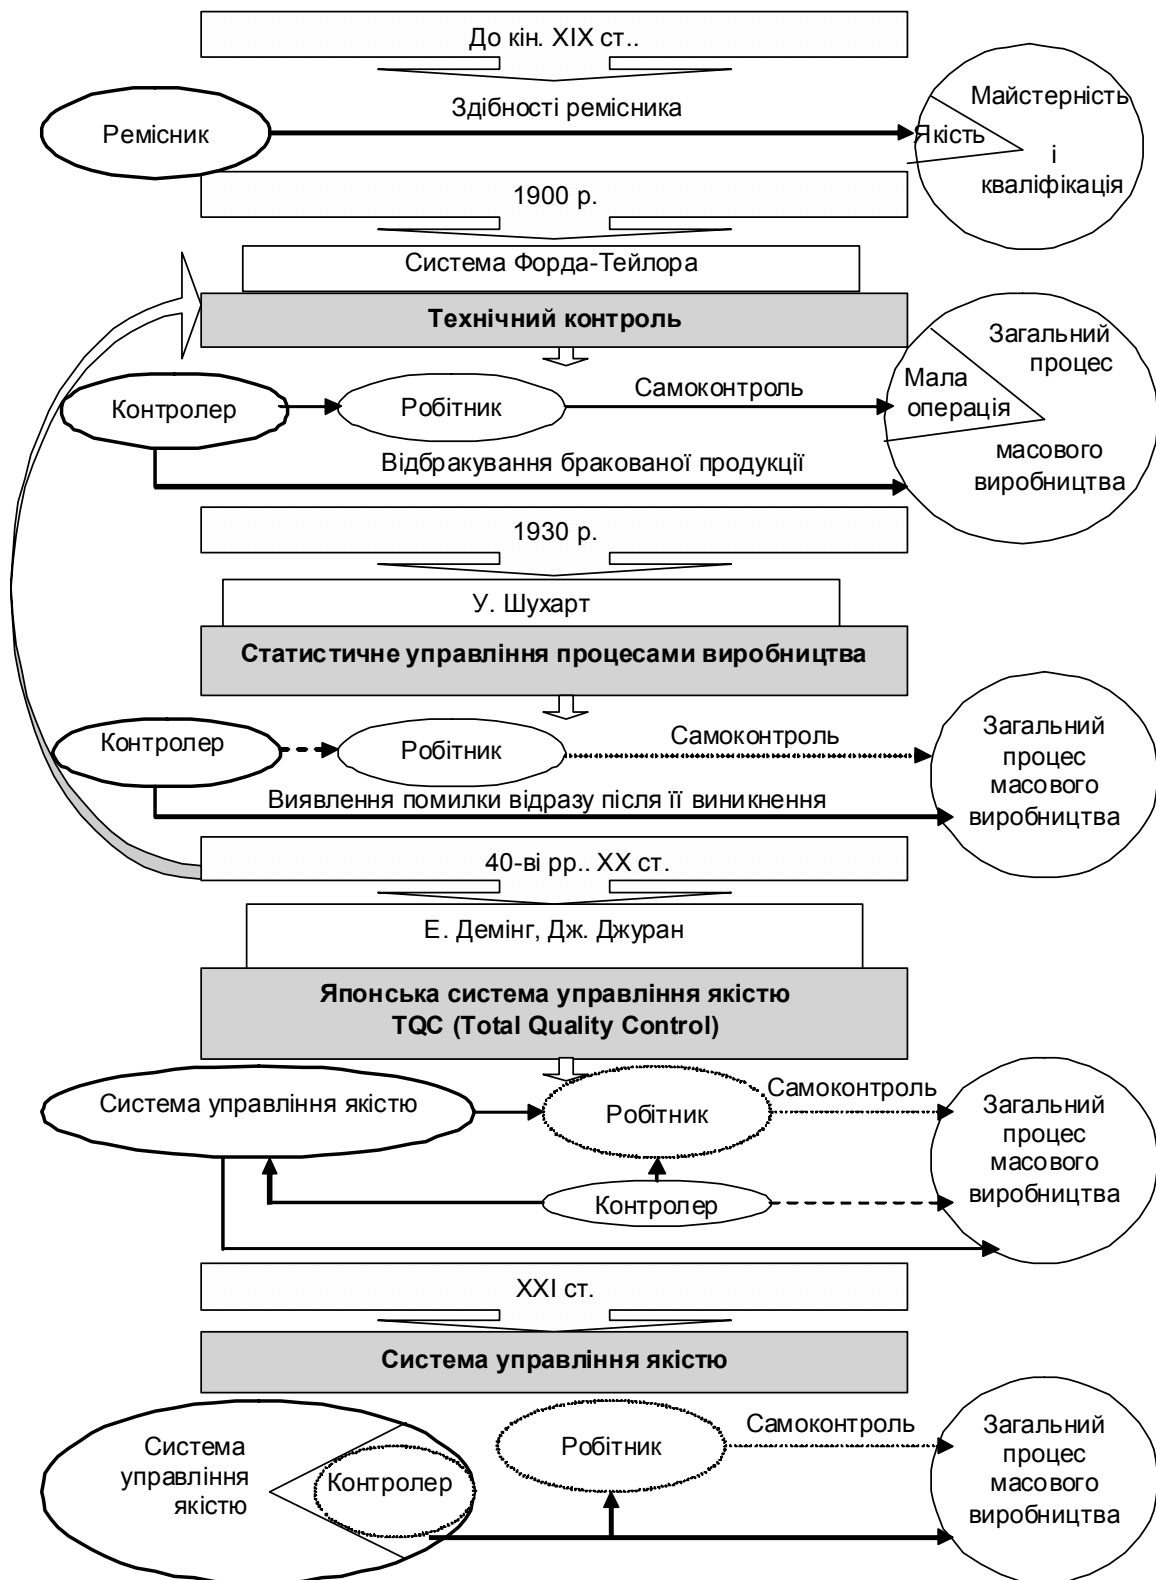 До кін. ХІХ ст..
Здібності ремісника
Ремісник
Майстерність
Якість
і
кваліфікація
1900 р.
Система Форда-Тейлора
Технічний контроль
Контролер
Робітник
Самоконтроль
Відбракування бракованої продукції
Мала
операція
Загальний
процес
масового
виробництва
1930 р.
У. Шухарт
Статистичне управління процесами виробництва
Контролер
Робітник
Самоконтроль
Виявлення помилки відразу після її виникнення
Загальний
процес
масового
виробництва
40-ві рр.. ХХ ст.
Е. Демінг, Дж. Джуран
Японська система управління якістю
TQC (Total Quality Control)
Система управління якістю
Робітник
Самоконтроль
Контролер
Загальний
процес
масового
виробництва
ХХІ ст.
Система управління якістю
Система
управління
якістю
Контролер
Робітник
Самоконтроль
Загальний
процес
масового
виробництва